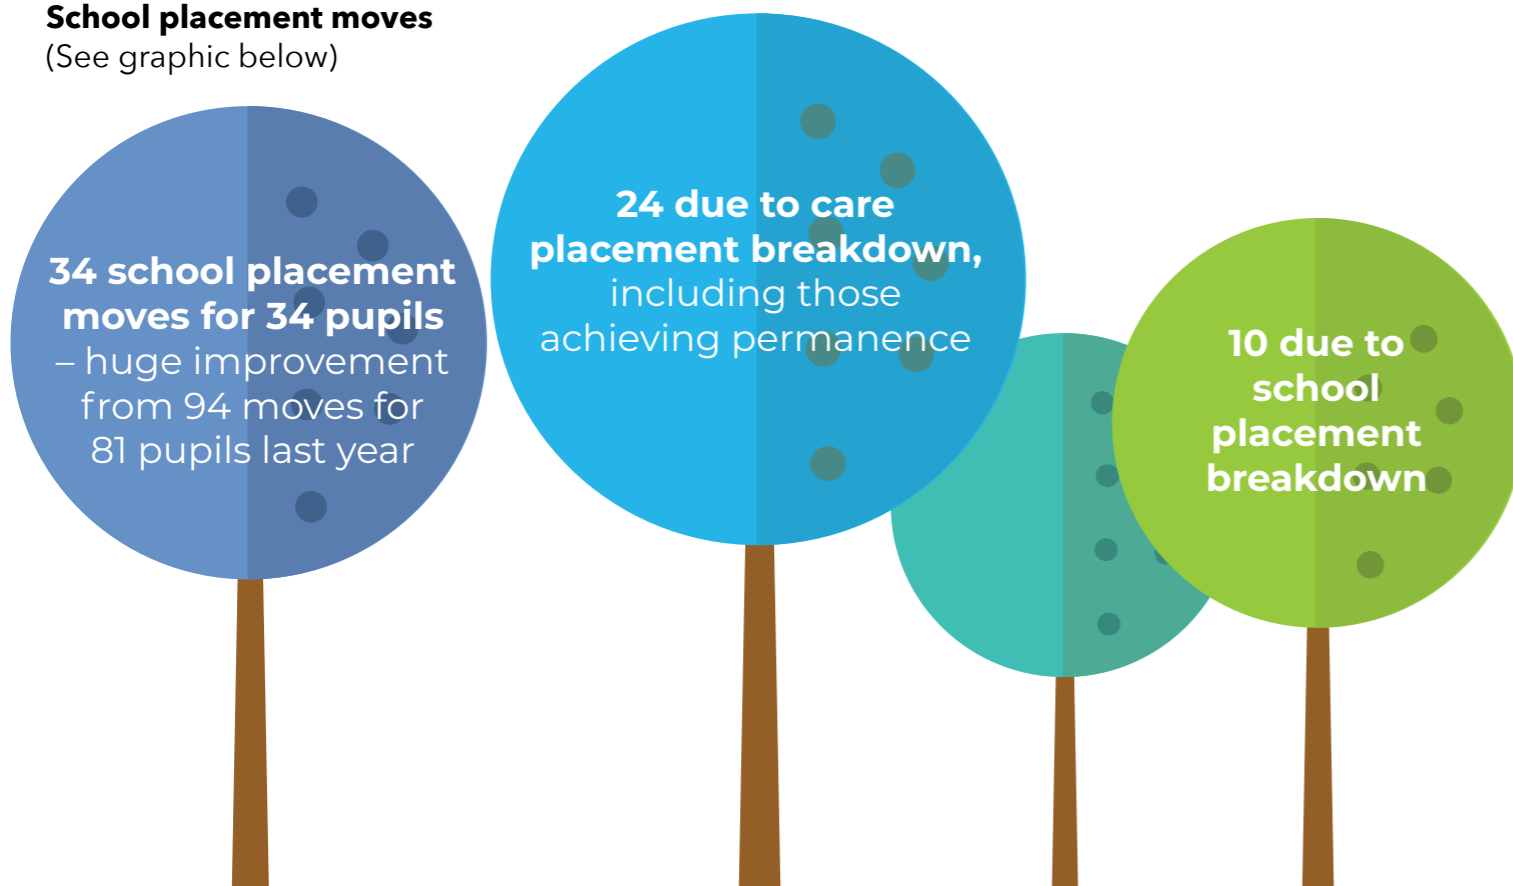 School placement moves
(See graphic below)
34 school placement
moves for 34 pupils
– huge improvement
from 94 moves for
81 pupils last year
24 due to care
placement breakdown,
including those
achieving permanence
10 due to
school
placement
breakdown